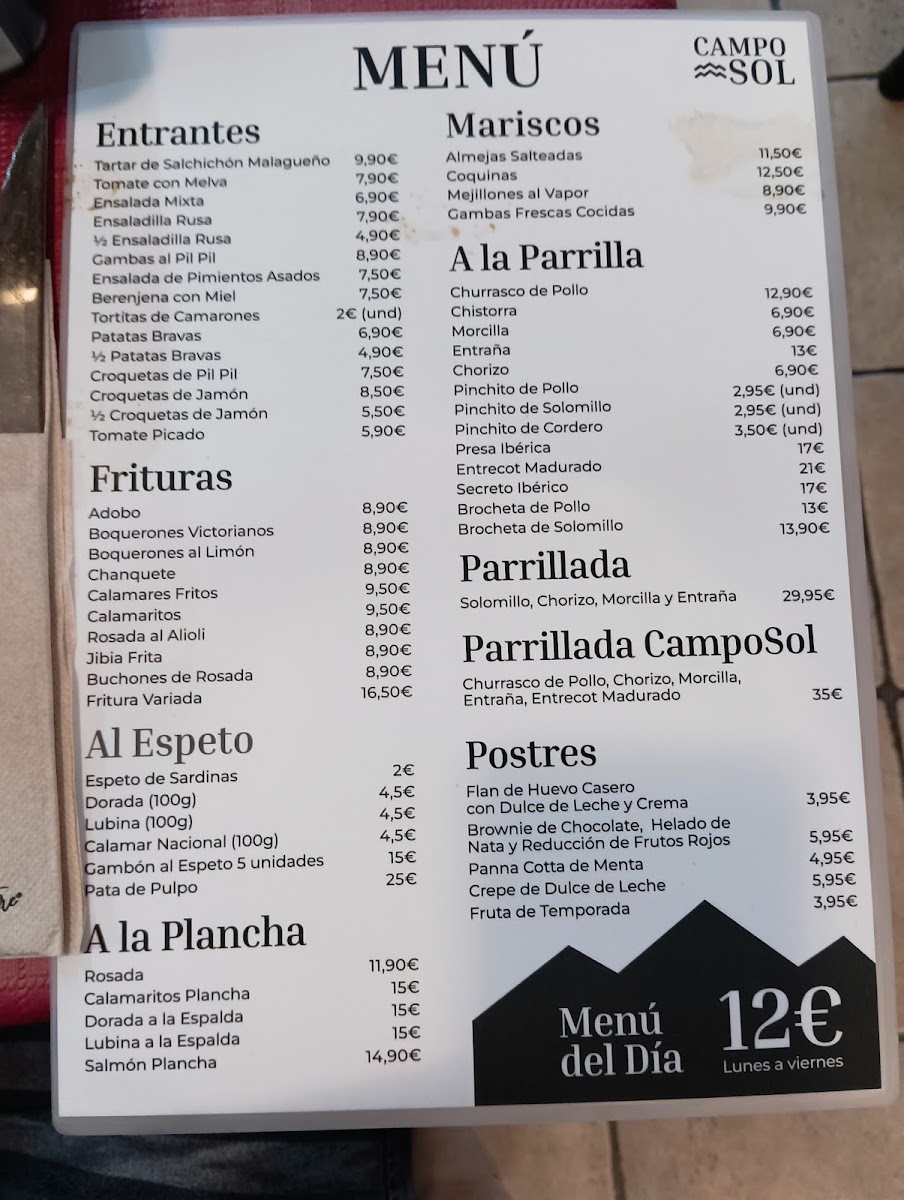 MENÚ
CAMPO
SOL
Entrantes
Tartar de Salchichón Malagueño 9,90€
Tomate con Melva 7,90€
Ensalada Mixta 6,90€
Ensaladilla Rusa 7,90€
½ Ensaladilla Rusa 4,90€
Gambas al Pil Pil 8,90€
Ensalada de Pimientos Asados 7,50€
Berenjena con Miel 7,50€
Tortitas de Camarones 2€ (und)
Patatas Bravas 6,90€
½ Patatas Bravas 4,90€
Croquetas de Pil Pil 7,50€
Croquetas de Jamón 8,50€
½ Croquetas de Jamón 5,50€
Tomate Picado 5,90€
Frituras
Adobo 8,90€
Boquerones Victorianos 8,90€
Boquerones al Limón 8,90€
Chanquete 8,90€
Calamares Fritos 9,50€
Calamaritos 9,50€
Rosada al Alioli 8,90€
Jibia Frita 8,90€
Buchones de Rosada 8,90€
Fritura Variada 16,50€
Al Espeto
Espeto de Sardinas 2€
Dorada (100g) 4,5€
Lubina (100g) 4,5€
Calamar Nacional (100g) 4,5€
Gambón al Espeto 5 unidades 15€
Pata de Pulpo 25€
A la Plancha
Rosada 11,90€
Calamaritos Plancha 15€
Dorada a la Espalda 15€
Lubina a la Espalda 15€
Salmón Plancha 14,90€
Mariscos
Almejas Salteadas 11,50€
Coquinas 12,50€
Mejillones al Vapor 8,90€
Gambas Frescas Cocidas 9,90€
A la Parrilla
Churrasco de Pollo 12,90€
Chistorra 6,90€
Morcilla 6,90€
Entraña 13€
Chorizo 6,90€
Pinchito de Pollo 2,95€ (und)
Pinchito de Solomillo 2,95€ (und)
Pinchito de Cordero 3,50€ (und)
Presa Ibérica 17€
Entrecot Madurado 21€
Secreto Ibérico 17€
Brocheta de Pollo 13€
Brocheta de Solomillo 13,90€
Parrillada
Solomillo, Chorizo, Morcilla y Entraña 29,95€
Parrillada CampoSol
Churrasco de Pollo, Chorizo, Morcilla,
Entraña, Entrecot Madurado 35€
Postres
Flan de Huevo Casero
con Dulce de Leche y Crema 3,95€
Brownie de Chocolate, Helado de
Nata y Reducción de Frutos Rojos 5,95€
Panna Cotta de Menta 4,95€
Crepe de Dulce de Leche 5,95€
Fruta de Temporada 3,95€
Menú
del Día
12€
Lunes a viernes